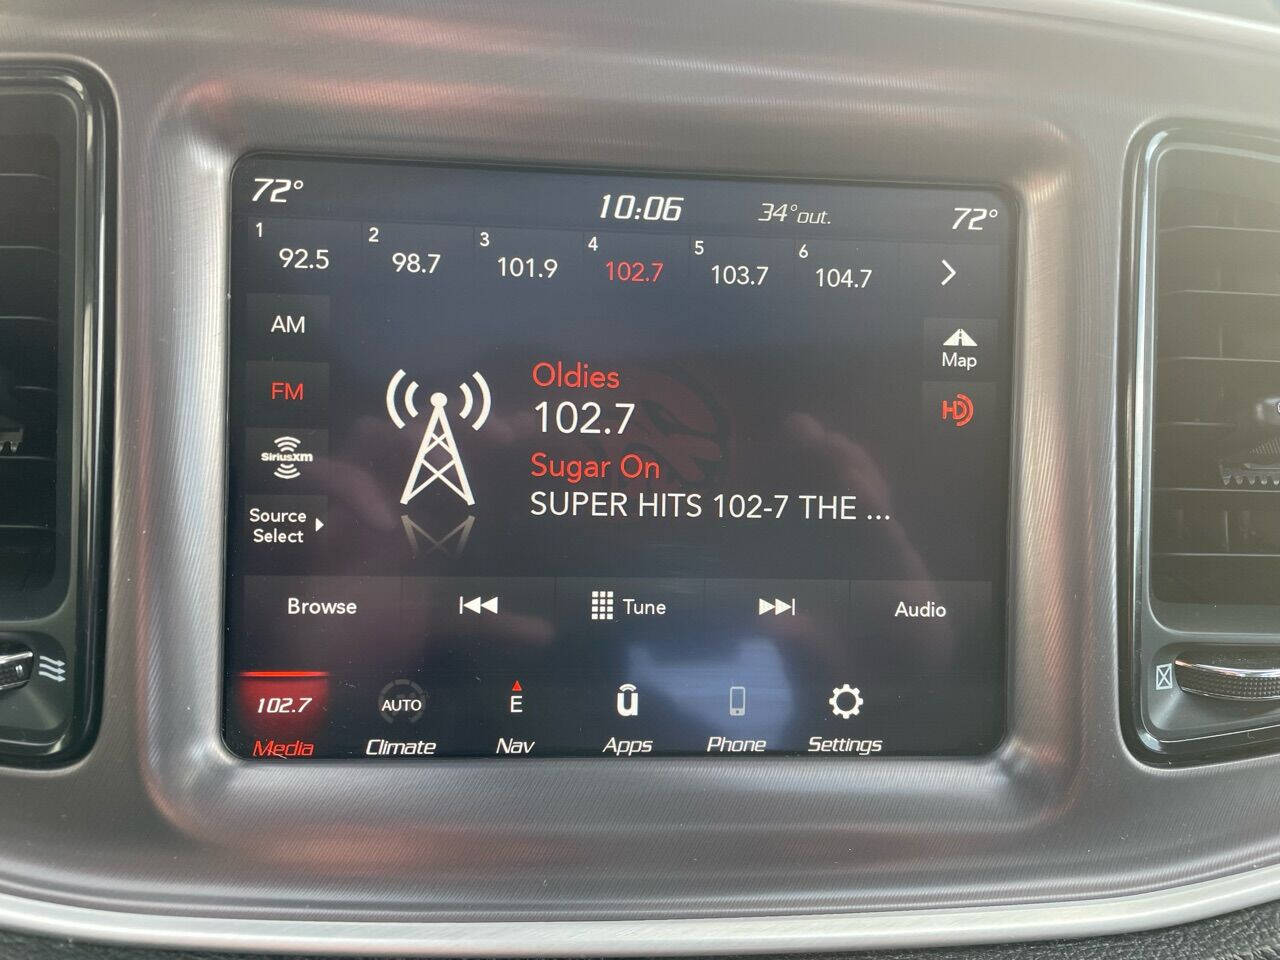 72° 10:06 34°out. 72°
1 92.5 2 98.7 3 101.9 4 102.7 5 103.7 6 104.7
AM
Map
FM
HD
Oldies
102.7
SiriusXM
Sugar On
SUPER HITS 102-7 THE ...
Source
Select
Browse Tune Audio
102.7 AUTO E u
Media Climate Nav Apps Phone Settings